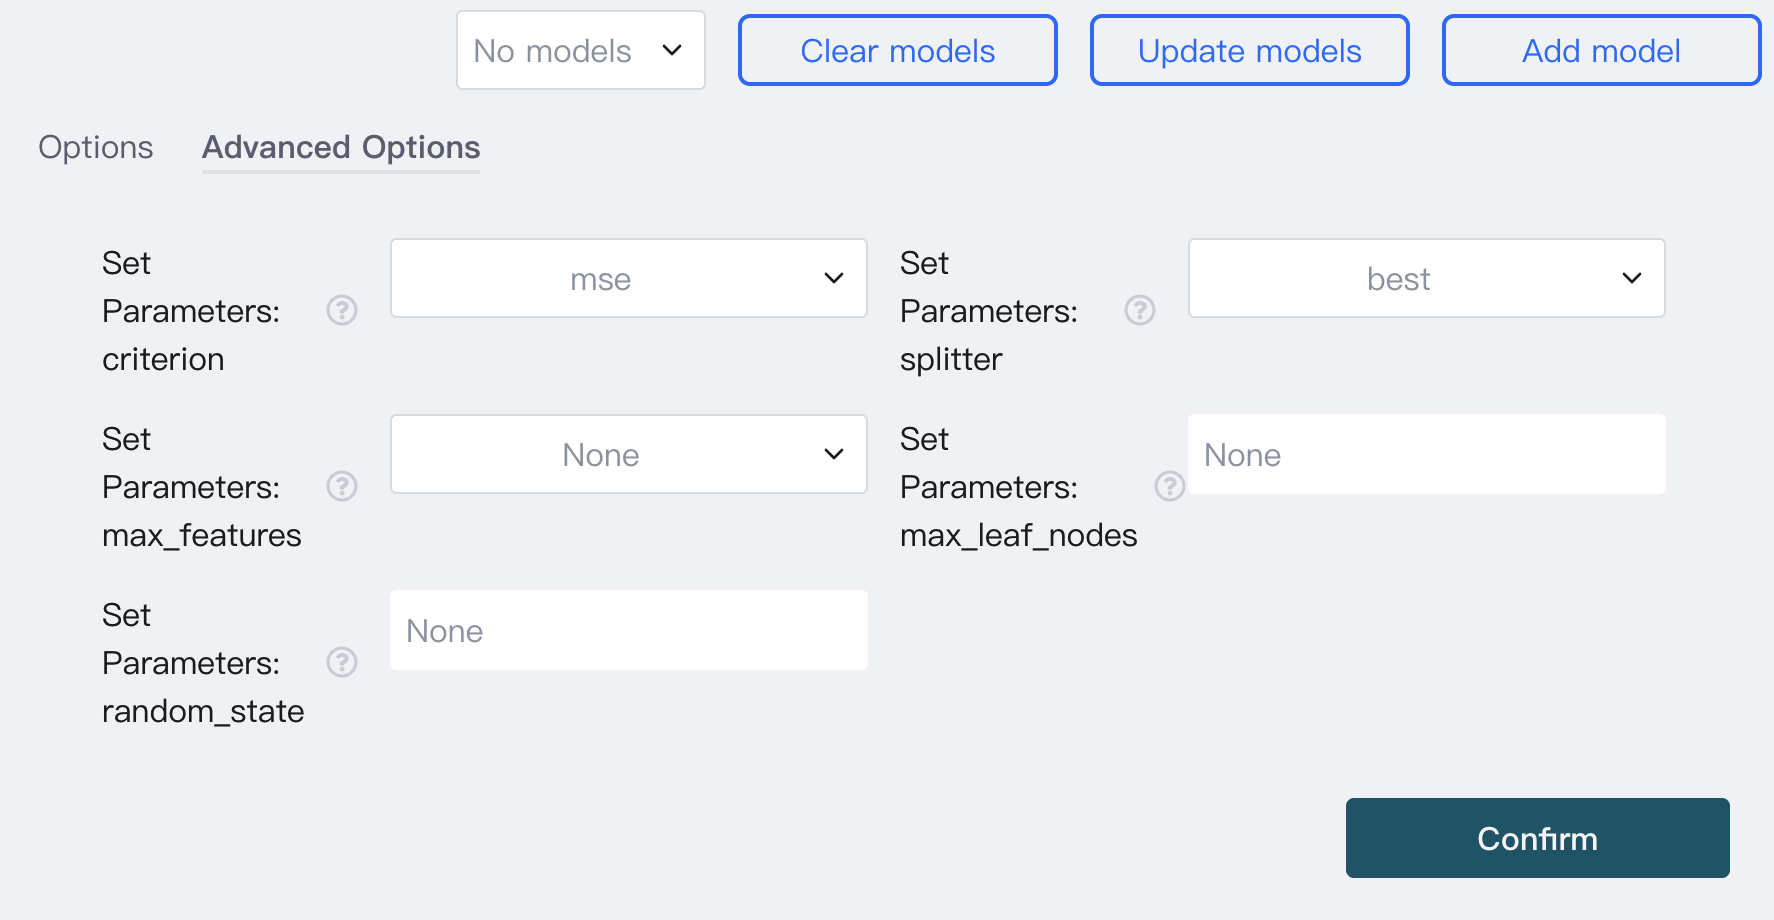 No models
Clear models
Update models
Add model
Options
Advanced Options
Set
Parameters:
criterion
?
mse
Set
Parameters:
splitter
?
best
Set
Parameters:
max_features
?
None
Set
Parameters:
max_leaf_nodes
?
None
Set
Parameters:
random_state
?
None
Confirm